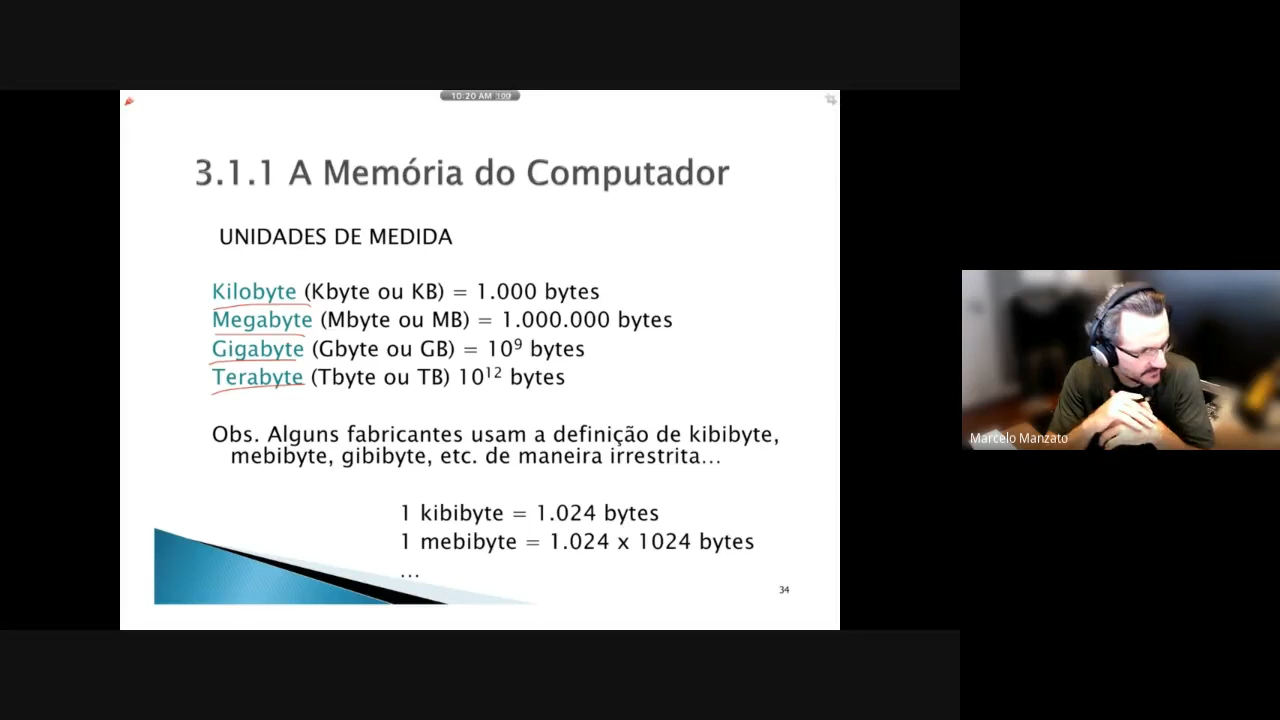 10:20 AM 100
3.1.1 A Memória do Computador
UNIDADES DE MEDIDA
Kilobyte (Kbyte ou KB) = 1.000 bytes
Megabyte (Mbyte ou MB) = 1.000.000 bytes
Gigabyte (Gbyte ou GB) = 10⁹ bytes
Terabyte (Tbyte ou TB) 10¹² bytes
Obs. Alguns fabricantes usam a definição de kibibyte,
mebibyte, gibibyte, etc. de maneira irrestrita…
1 kibibyte = 1.024 bytes
1 mebibyte = 1.024 x 1024 bytes
…
34
Marcelo Manzato